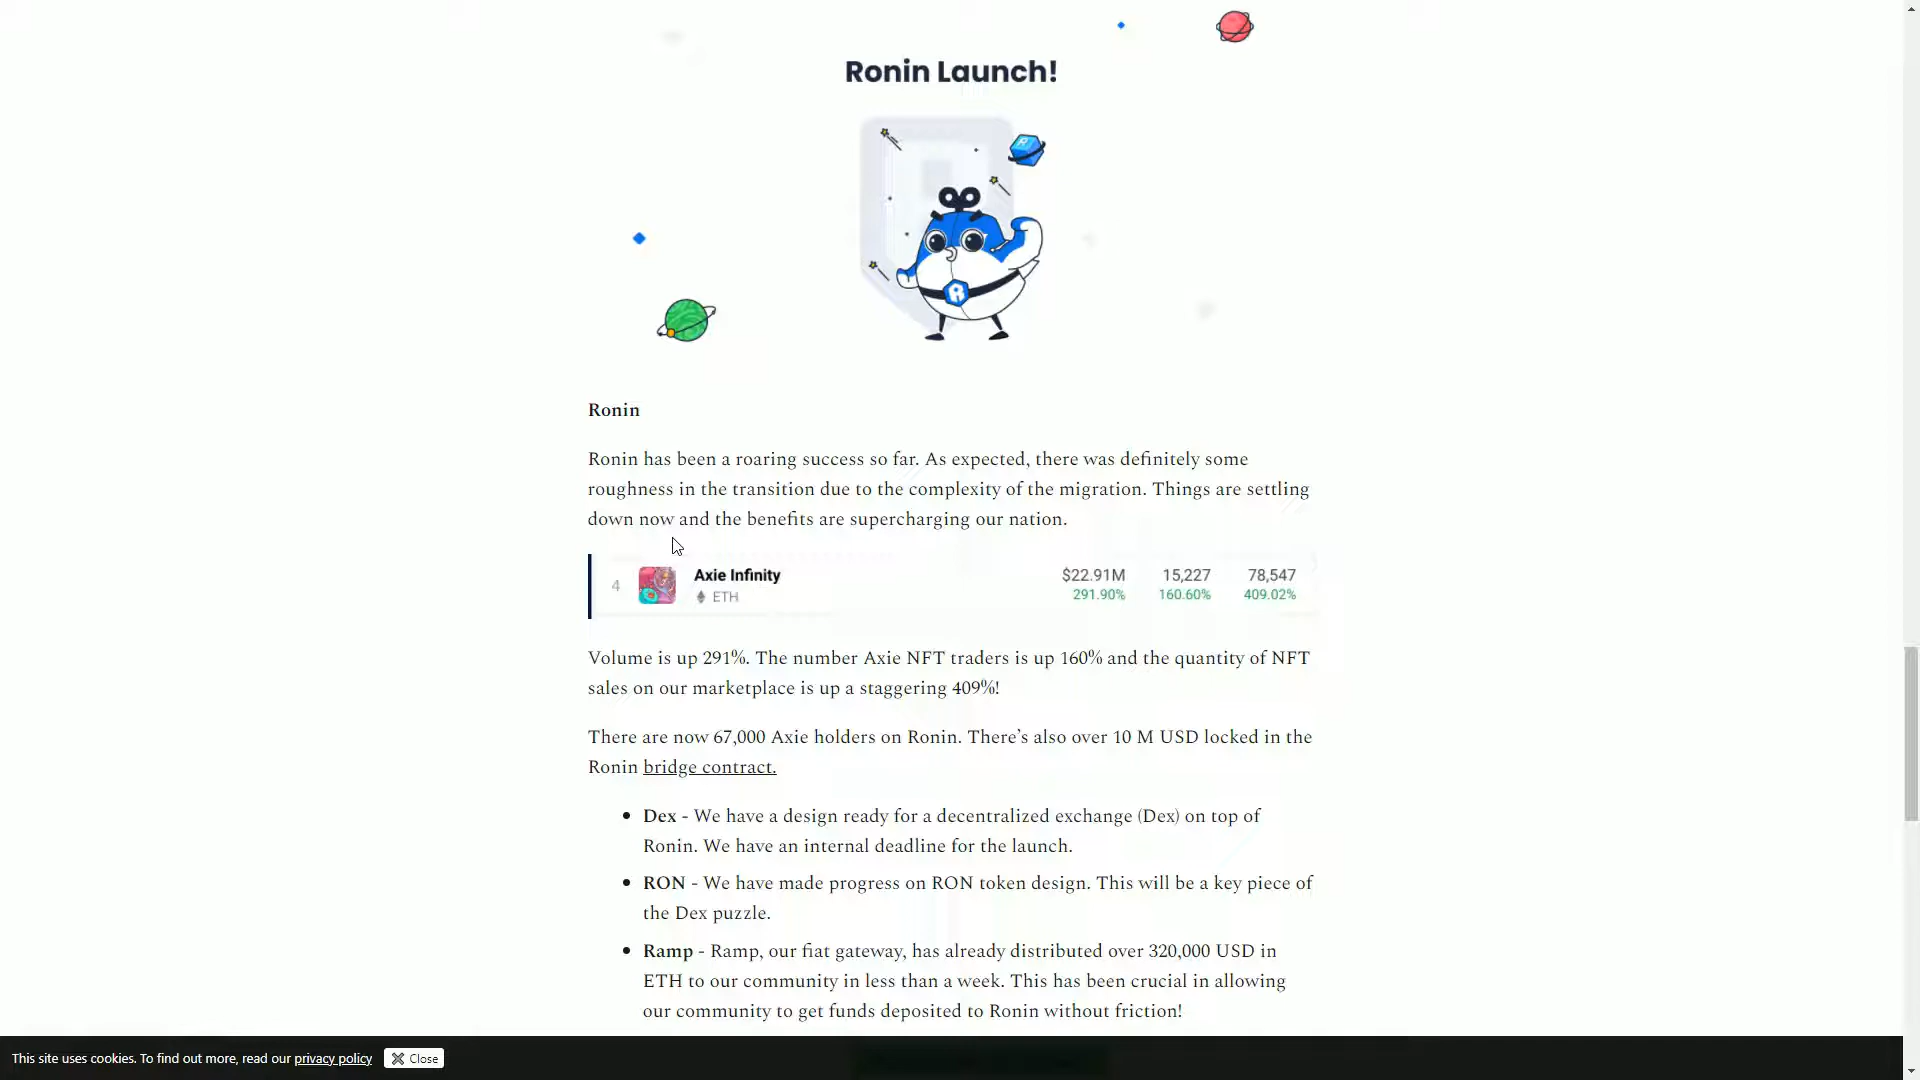 Ronin Launch!
R
R
Ronin
Ronin has been a roaring success so far. As expected, there was definitely some
roughness in the transition due to the complexity of the migration. Things are settling
down now and the benefits are supercharging our nation.
4 Axie Infinity $22.91M 15,227 78,547
ETH 291.90% 160.60% 409.02%
Volume is up 291%. The number Axie NFT traders is up 160% and the quantity of NFT
sales on our marketplace is up a staggering 409%!
There are now 67,000 Axie holders on Ronin. There's also over 10 M USD locked in the
Ronin bridge contract.
• Dex - We have a design ready for a decentralized exchange (Dex) on top of
Ronin. We have an internal deadline for the launch.
• RON - We have made progress on RON token design. This will be a key piece of
the Dex puzzle.
• Ramp - Ramp, our fiat gateway, has already distributed over 320,000 USD in
ETH to our community in less than a week. This has been crucial in allowing
our community to get funds deposited to Ronin without friction!
This site uses cookies. To find out more, read our privacy policy Close